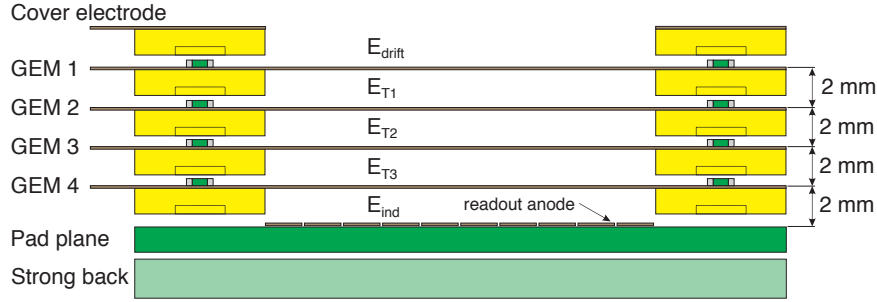 Cover electrode
E_drift
GEM 1
E_T1
2 mm
GEM 2
E_T2
2 mm
GEM 3
E_T3
2 mm
GEM 4
E_ind
readout anode
2 mm
Pad plane
Strong back